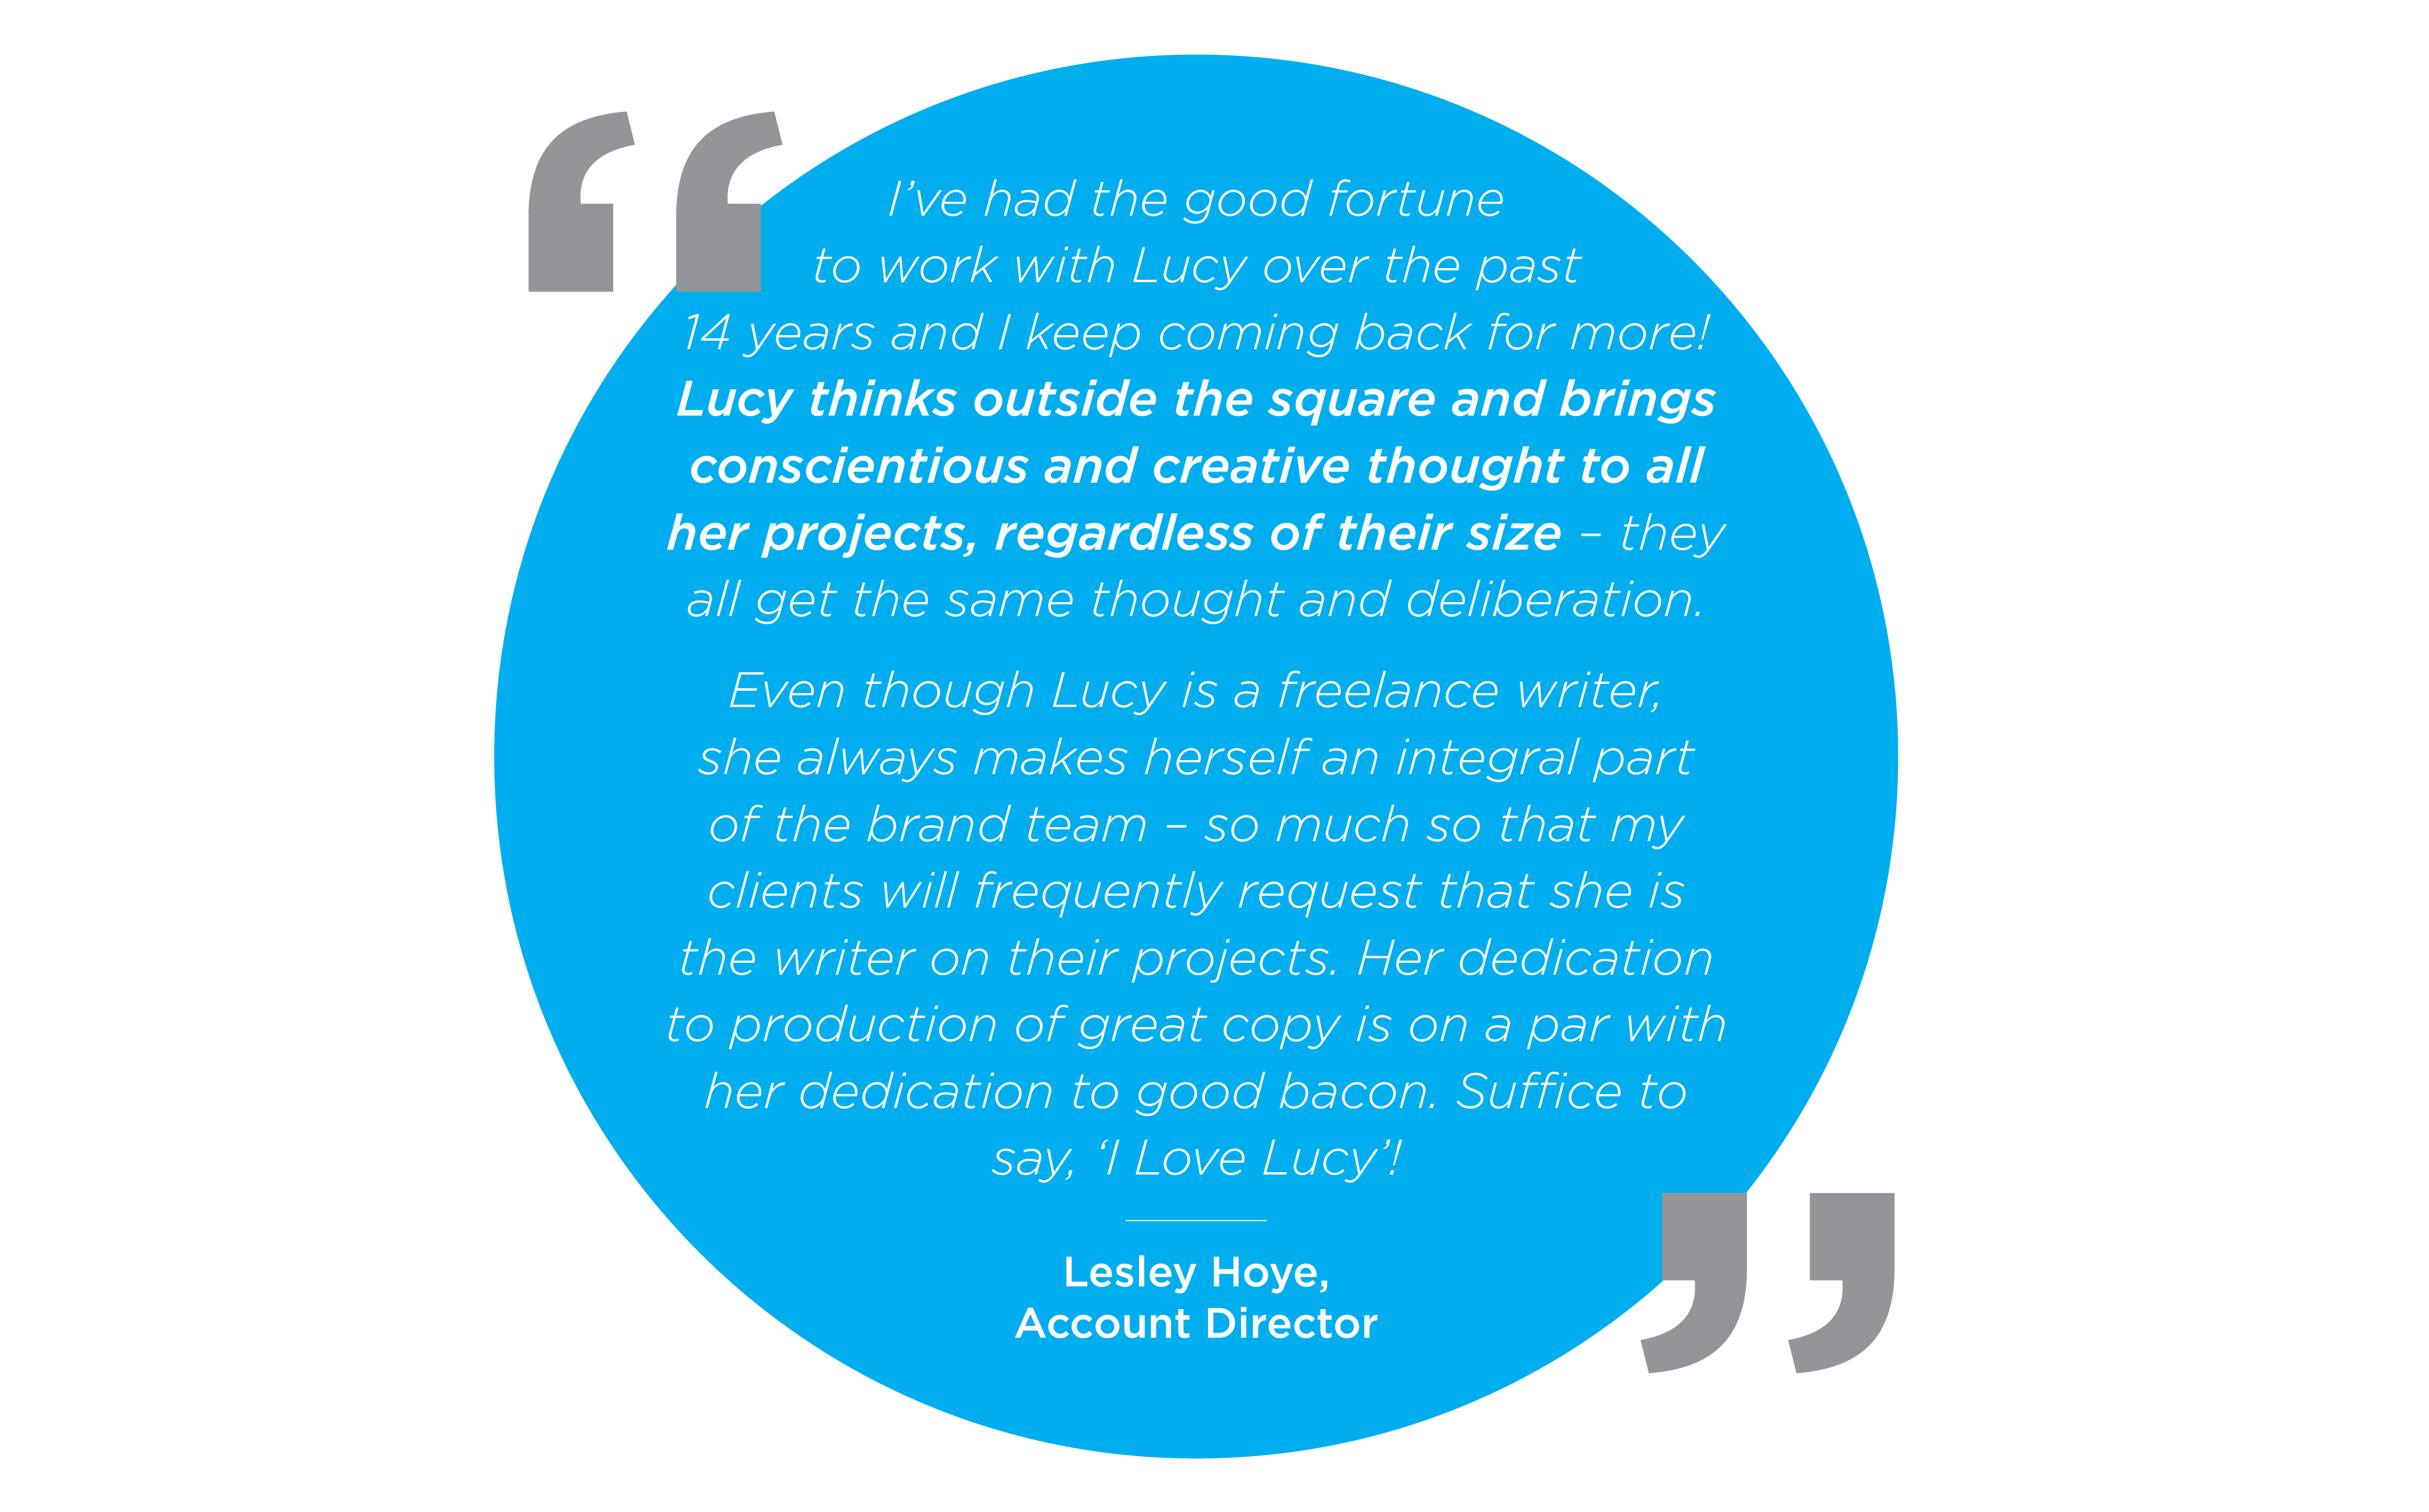 “
I’ve had the good fortune
to work with Lucy over the past
14 years and I keep coming back for more!
Lucy thinks outside the square and brings
conscientious and creative thought to all
her projects, regardless of their size – they
all get the same thought and deliberation.
Even though Lucy is a freelance writer,
she always makes herself an integral part
of the brand team – so much so that my
clients will frequently request that she is
the writer on their projects. Her dedication
to production of great copy is on a par with
her dedication to good bacon. Suffice to
say, ‘I Love Lucy’!
”
Lesley Hoye,
Account Director